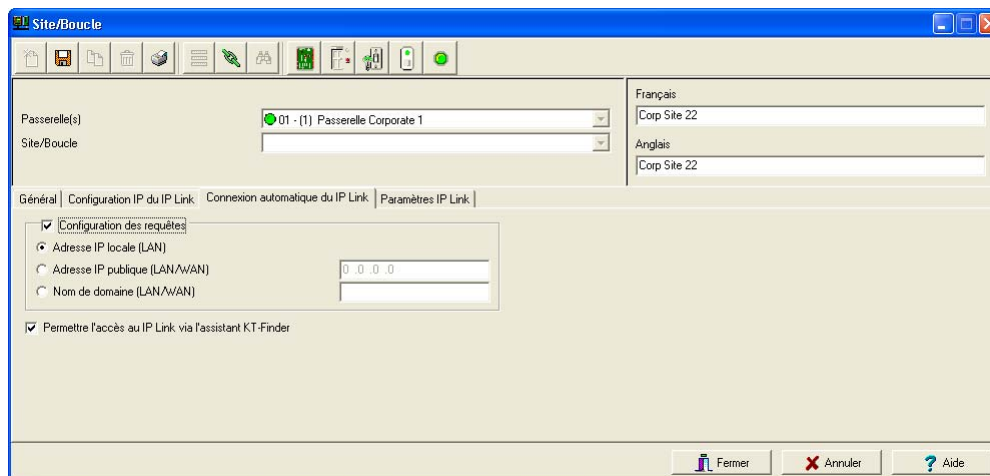 Site/Boucle
Français
Passerelle(s) 01 - (1) Passerelle Corporate 1 Corp Site 22
Site/Boucle
Anglais
Corp Site 22
Général Configuration IP du IP Link Connexion automatique du IP Link Paramètres IP Link
Configuration des requêtes
Adresse IP locale (LAN)
Adresse IP publique (LAN/WAN) 0 .0 .0 .0
Nom de domaine (LAN/WAN)
Permettre l'accès au IP Link via l'assistant KT-Finder
Fermer Annuler ? Aide